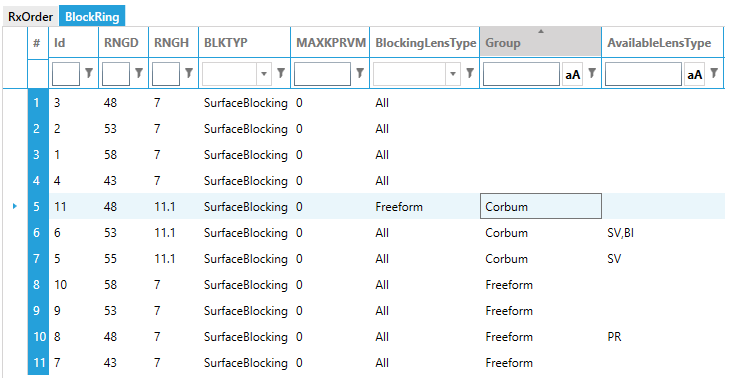 RxOrder BlockRing
# Id RNGD RNGH BLKTYP MAXKPRVM BlockingLensType Group AvailableLensType
aA aA
1 3 48 7 SurfaceBlocking 0 All
2 2 53 7 SurfaceBlocking 0 All
3 1 58 7 SurfaceBlocking 0 All
4 4 43 7 SurfaceBlocking 0 All
5 11 48 11.1 SurfaceBlocking 0 Freeform Corbum
6 6 53 11.1 SurfaceBlocking 0 All Corbum SV,BI
7 5 55 11.1 SurfaceBlocking 0 All Corbum SV
8 10 58 7 SurfaceBlocking 0 All Freeform
9 9 53 7 SurfaceBlocking 0 All Freeform
10 8 48 7 SurfaceBlocking 0 All Freeform PR
11 7 43 7 SurfaceBlocking 0 All Freeform